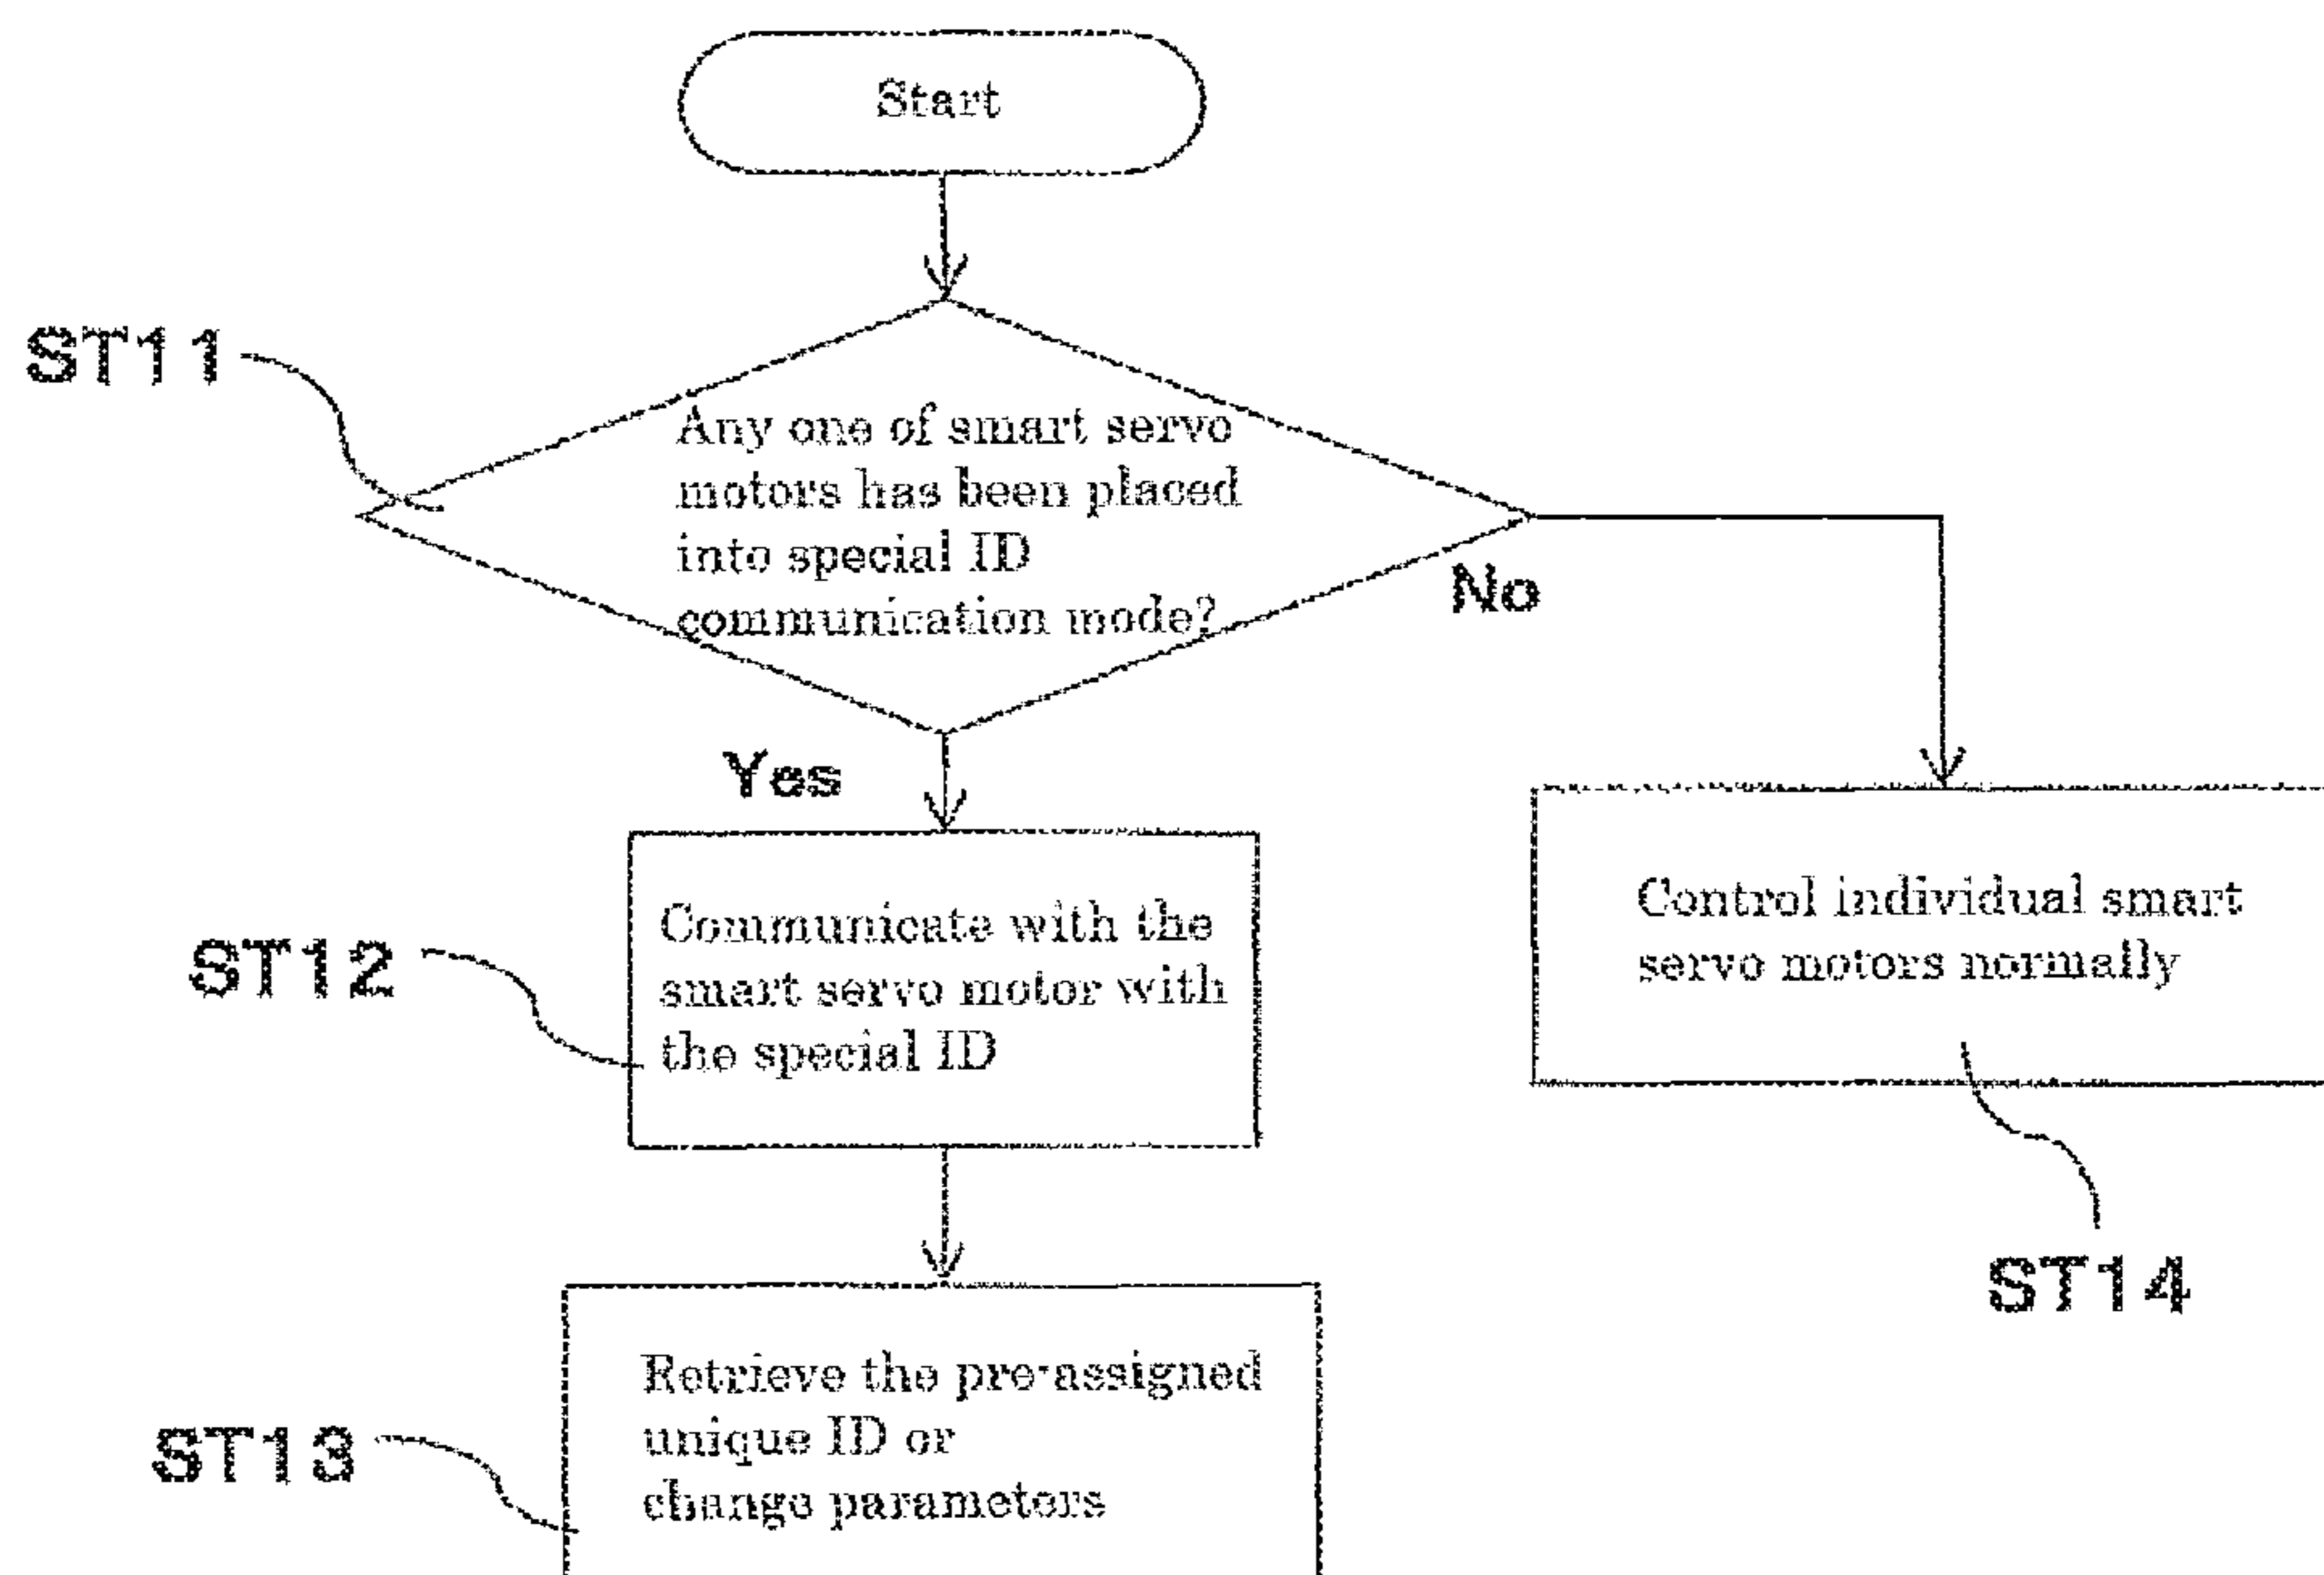 Start
ST11
Any one of smart servo
motors has been placed
into special ID
communication mode?
No
Yes
ST12
Communicate with the
smart servo motor with
the special ID
Control individual smart
servo motors normally
ST14
ST13
Retrieve the pre-assigned
unique ID or
change parameters